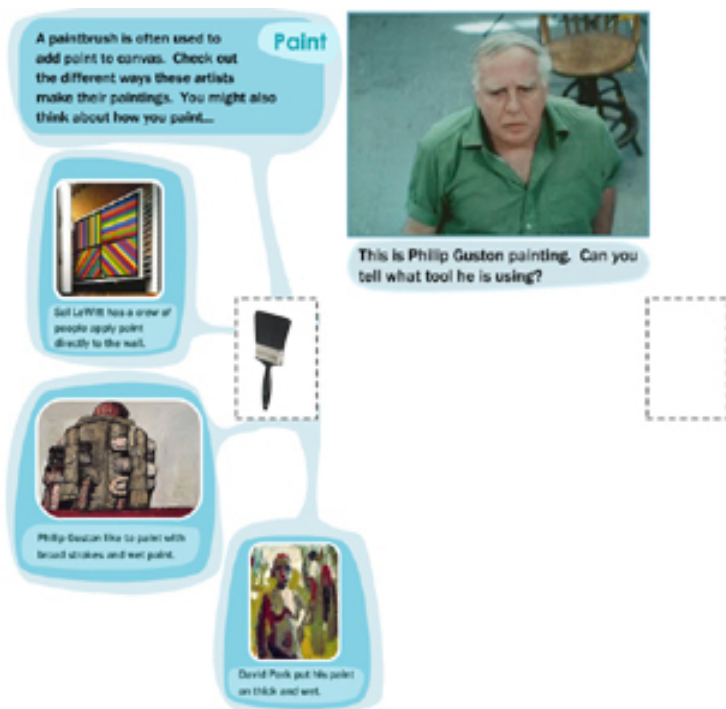 Paint
A paintbrush is often used to
add paint to canvas. Check out
the different ways these artists
make their paintings. You might also
think about how you paint...
This is Philip Guston painting. Can you
tell what tool he is using?
Sol LeWitt has a crew of
people apply paint
directly to the wall.
Philip Guston like to paint with
broad strokes and wet paint.
David Park put his paint
on thick and wet.